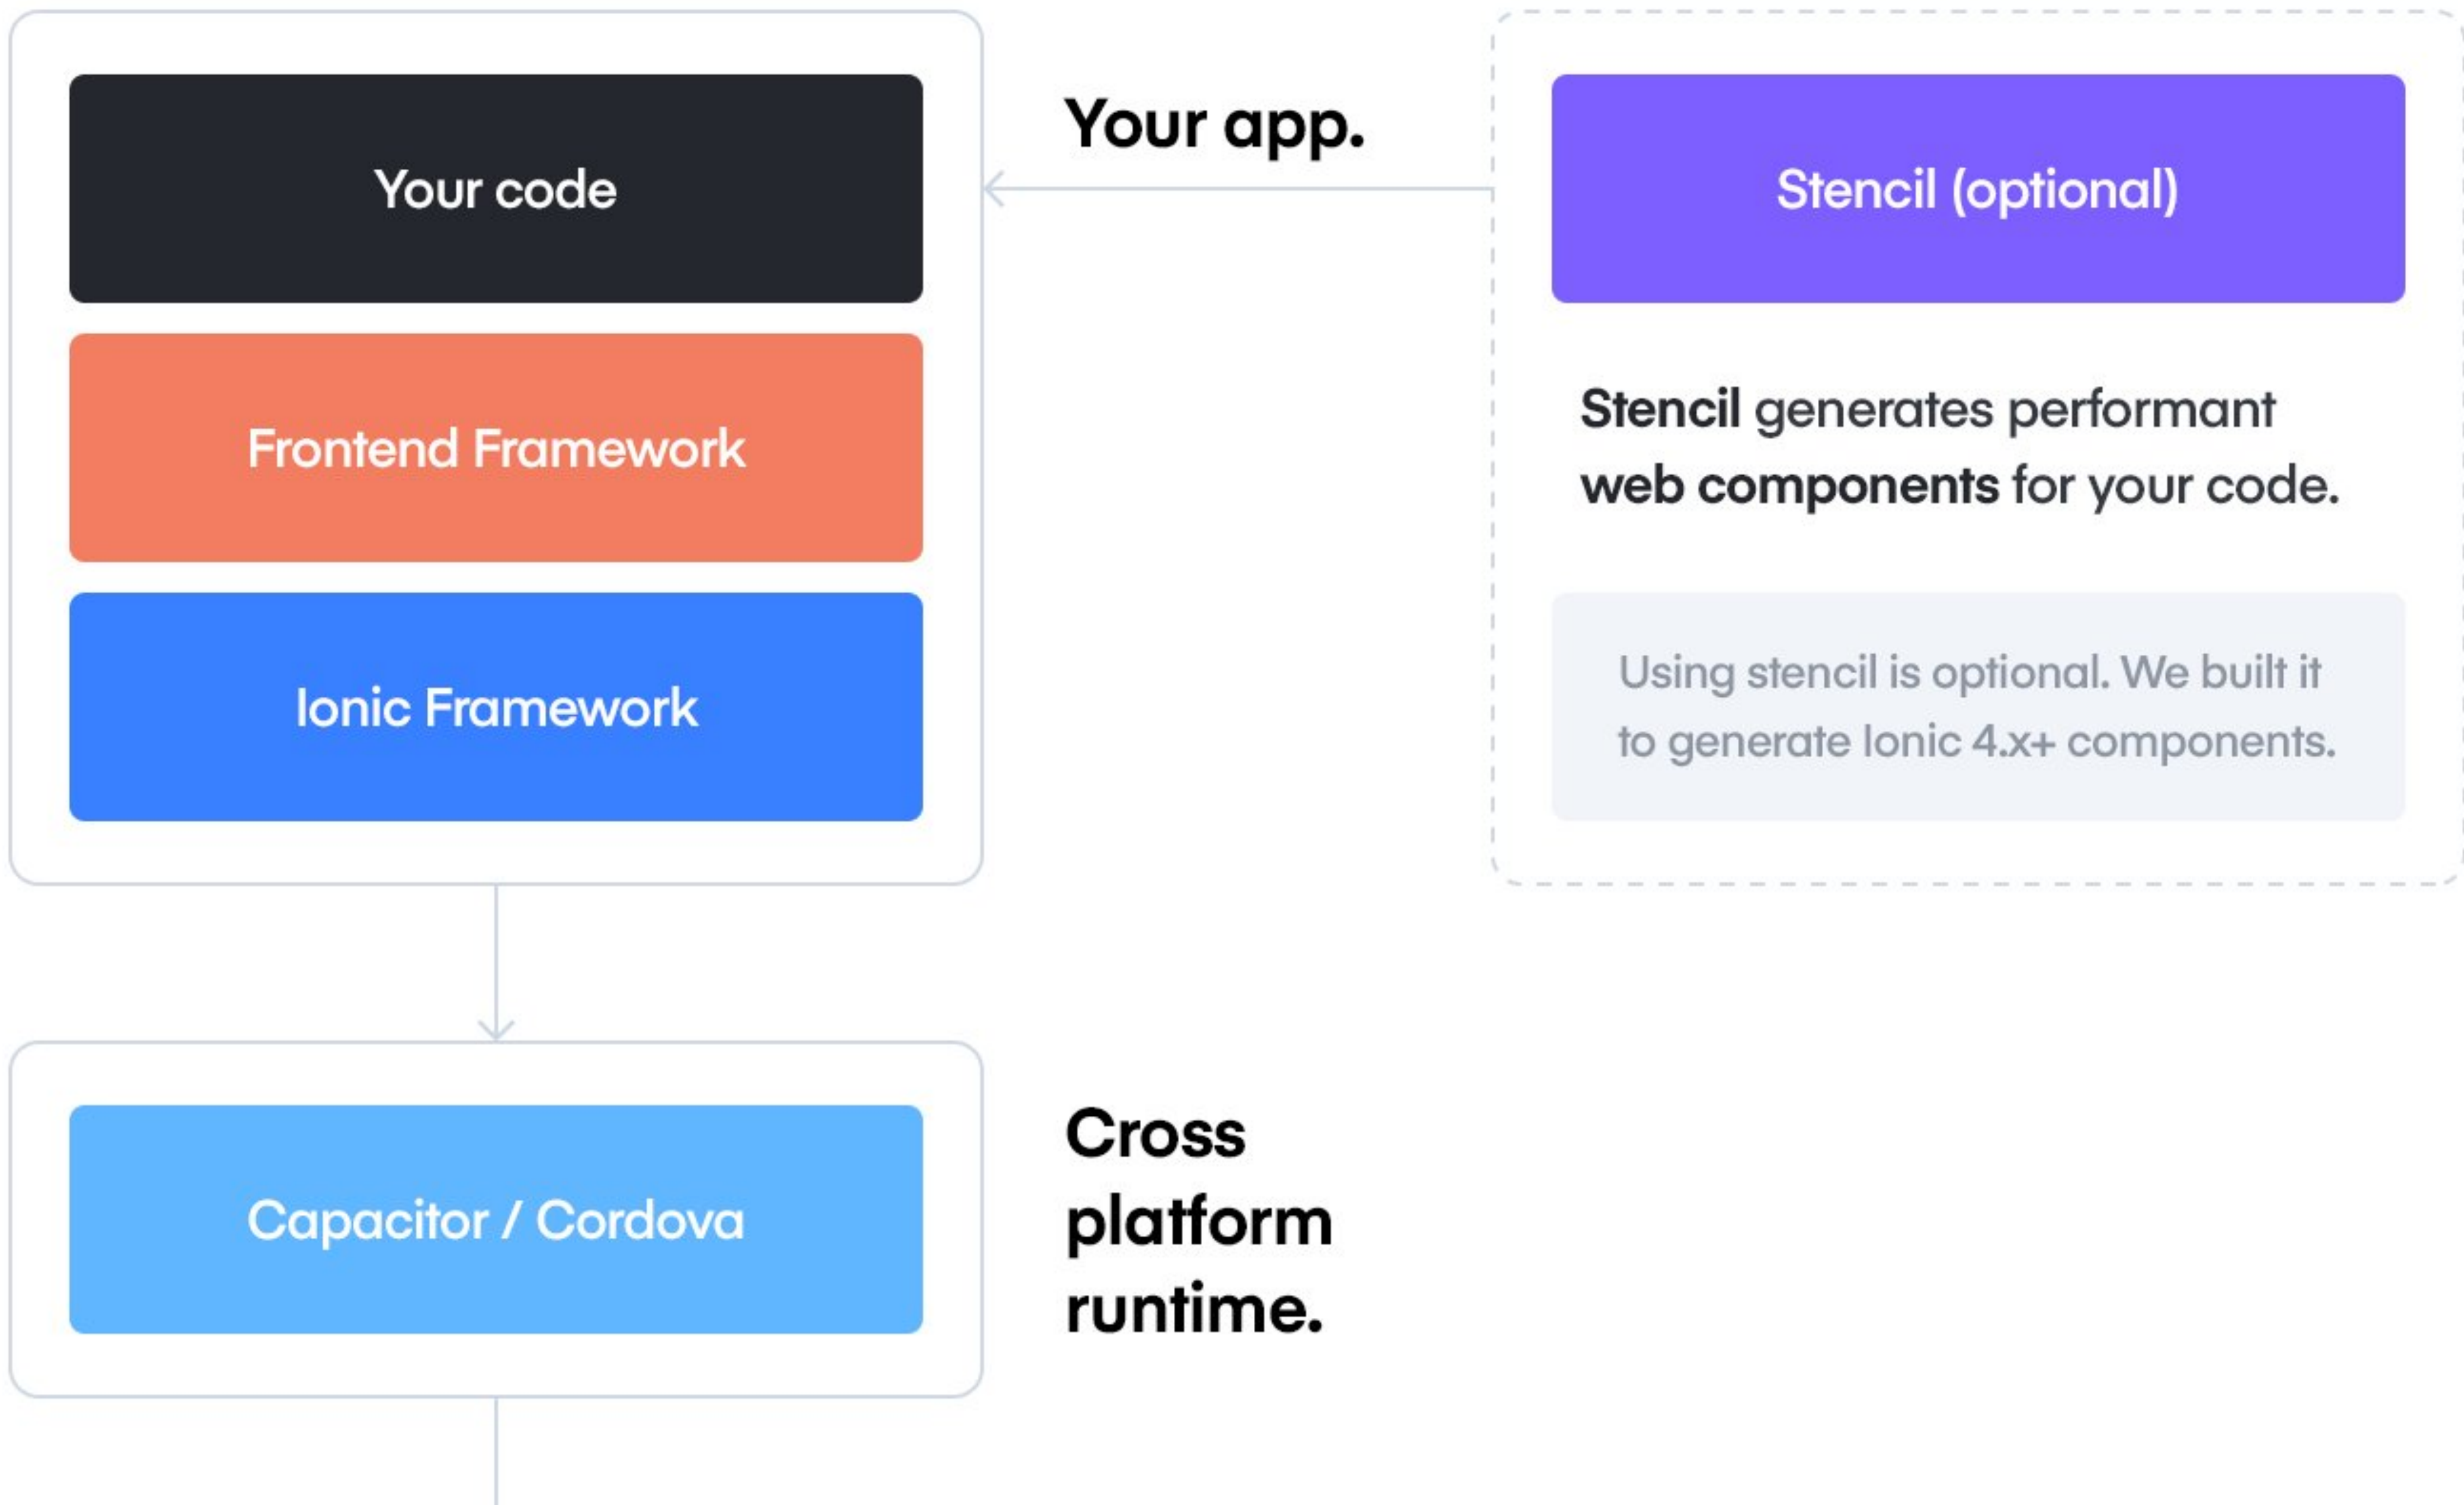 Your code
Frontend Framework
Ionic Framework
Your app.
Stencil (optional)
Stencil generates performant
web components for your code.
Using stencil is optional. We built it
to generate Ionic 4.x+ components.
Capacitor / Cordova
Cross
platform
runtime.